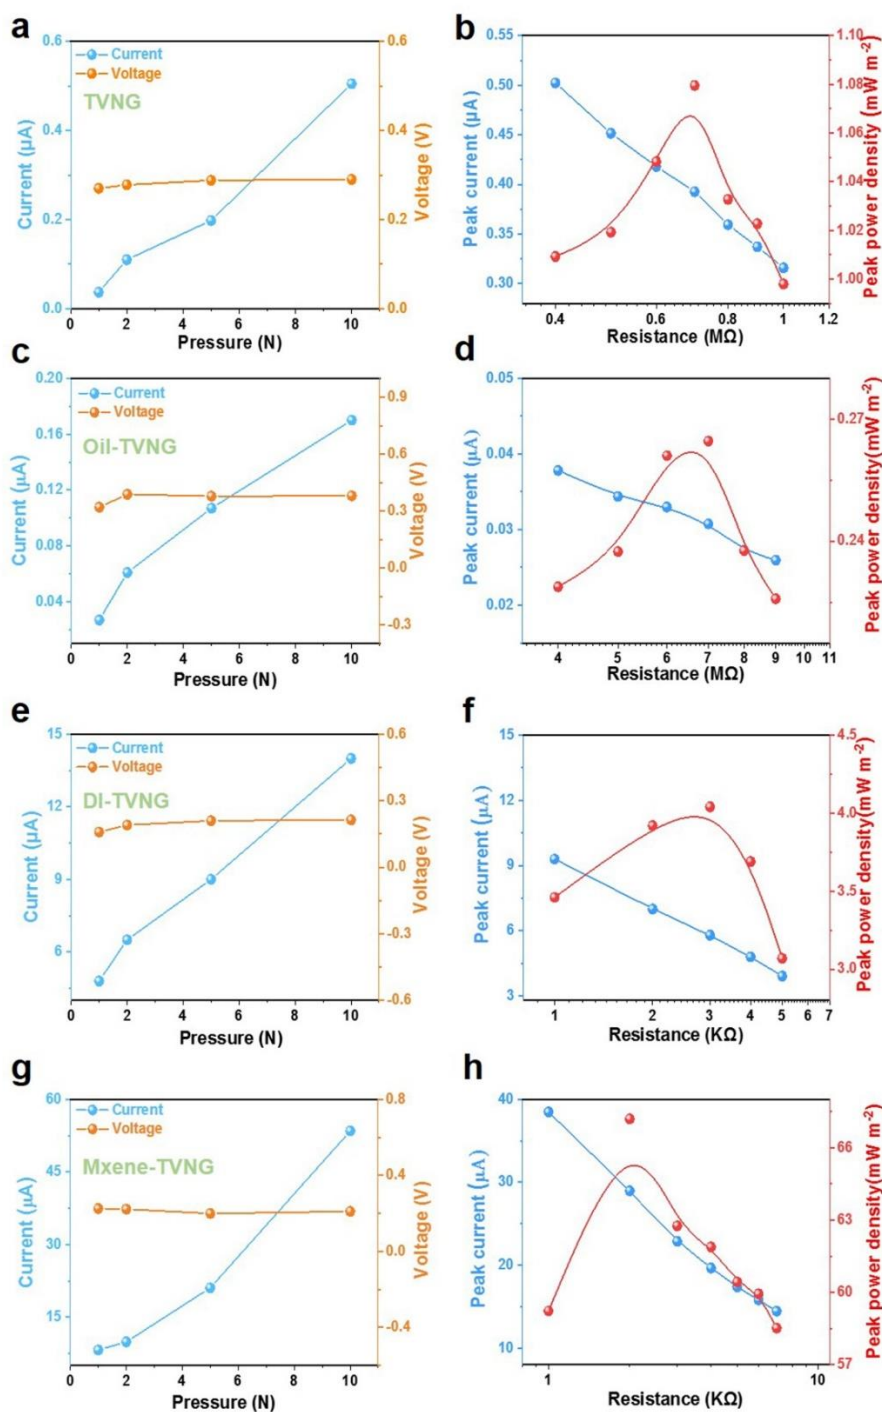 a
0.6
0.4
0.2
0.0
Current (μA)
Current
Voltage
TVNG
0.6
0.4
0.2
0.0
Voltage (V)
0 2 4 6 8 10
Pressure (N)
b
0.55
0.50
0.45
0.40
0.35
0.30
Peak current (μA)
1.10
1.08
1.06
1.04
1.02
1.00
Peak power density (mW m-2)
0.4 0.6 0.8 1 1.2
Resistance (MΩ)
c
0.20
0.16
0.12
0.08
0.04
Current (μA)
Current
Voltage
Oil-TVNG
0.9
0.6
0.3
0.0
-0.3
Voltage (V)
0 2 4 6 8 10
Pressure (N)
d
0.05
0.04
0.03
0.02
Peak current (μA)
0.27
0.24
Peak power density(mW m-2)
4 5 6 7 8 9 10 11
Resistance (MΩ)
e
15
12
9
6
Current (μA)
Current
Voltage
DI-TVNG
0.6
0.3
0.0
-0.3
-0.6
Voltage (V)
0 2 4 6 8 10
Pressure (N)
f
15
12
9
6
3
Peak current (μA)
4.5
4.0
3.5
3.0
Peak power density(mW m-2)
1 2 3 4 5 6 7
Resistance (KΩ)
g
60
45
30
15
Current (μA)
Current
Voltage
Mxene-TVNG
0.8
0.4
0.0
-0.4
Voltage (V)
0 2 4 6 8 10
Pressure (N)
h
40
30
20
10
Peak current (μA)
66
63
60
57
Peak power density(mW m-2)
1 10
Resistance (KΩ)